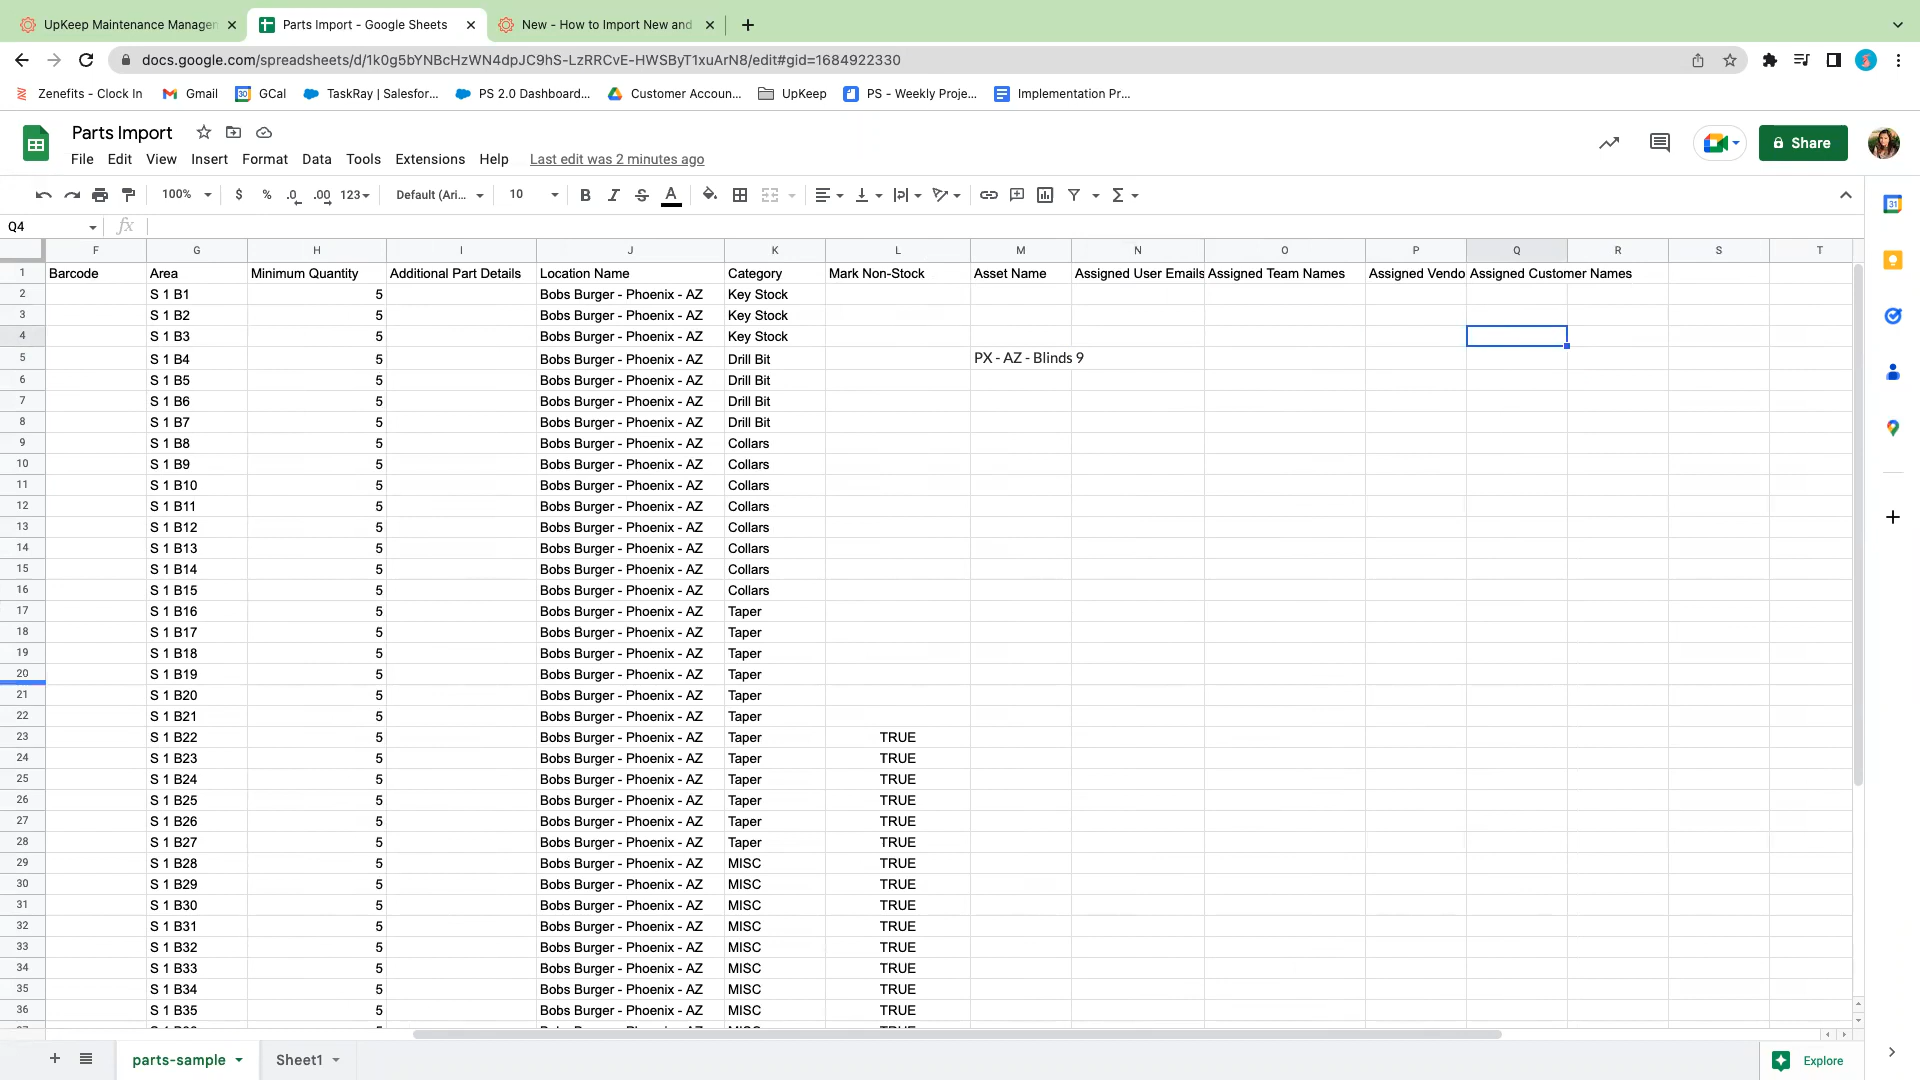 UpKeep Maintenance Manager
Parts Import - Google Sheets
New - How to Import New and
docs.google.com/spreadsheets/d/1k0g5bYNBcHzWN4dpJC9hS-LzRRCvE-HWSByT1xuArN8/edit#gid=1684922330
Zenefits - Clock In
Gmail
GCal
TaskRay | Salesfor...
PS 2.0 Dashboard...
Customer Accoun...
UpKeep
PS - Weekly Proje...
Implementation Pr...
Parts Import
File Edit View Insert Format Data Tools Extensions Help Last edit was 2 minutes ago
Share
100% $ % .0 .00 123 Default (Ari... 10 B I S A
Q4 fx
F G H I J K L M N O P Q R S T
1 Barcode Area Minimum Quantity Additional Part Details Location Name Category Mark Non-Stock Asset Name Assigned User Emails Assigned Team Names Assigned Vendo Assigned Customer Names
2 S 1 B1 5 Bobs Burger - Phoenix - AZ Key Stock
3 S 1 B2 5 Bobs Burger - Phoenix - AZ Key Stock
4 S 1 B3 5 Bobs Burger - Phoenix - AZ Key Stock
5 S 1 B4 5 Bobs Burger - Phoenix - AZ Drill Bit PX - AZ - Blinds 9
6 S 1 B5 5 Bobs Burger - Phoenix - AZ Drill Bit
7 S 1 B6 5 Bobs Burger - Phoenix - AZ Drill Bit
8 S 1 B7 5 Bobs Burger - Phoenix - AZ Drill Bit
9 S 1 B8 5 Bobs Burger - Phoenix - AZ Collars
10 S 1 B9 5 Bobs Burger - Phoenix - AZ Collars
11 S 1 B10 5 Bobs Burger - Phoenix - AZ Collars
12 S 1 B11 5 Bobs Burger - Phoenix - AZ Collars
13 S 1 B12 5 Bobs Burger - Phoenix - AZ Collars
14 S 1 B13 5 Bobs Burger - Phoenix - AZ Collars
15 S 1 B14 5 Bobs Burger - Phoenix - AZ Collars
16 S 1 B15 5 Bobs Burger - Phoenix - AZ Collars
17 S 1 B16 5 Bobs Burger - Phoenix - AZ Taper
18 S 1 B17 5 Bobs Burger - Phoenix - AZ Taper
19 S 1 B18 5 Bobs Burger - Phoenix - AZ Taper
20 S 1 B19 5 Bobs Burger - Phoenix - AZ Taper
21 S 1 B20 5 Bobs Burger - Phoenix - AZ Taper
22 S 1 B21 5 Bobs Burger - Phoenix - AZ Taper
23 S 1 B22 5 Bobs Burger - Phoenix - AZ Taper TRUE
24 S 1 B23 5 Bobs Burger - Phoenix - AZ Taper TRUE
25 S 1 B24 5 Bobs Burger - Phoenix - AZ Taper TRUE
26 S 1 B25 5 Bobs Burger - Phoenix - AZ Taper TRUE
27 S 1 B26 5 Bobs Burger - Phoenix - AZ Taper TRUE
28 S 1 B27 5 Bobs Burger - Phoenix - AZ Taper TRUE
29 S 1 B28 5 Bobs Burger - Phoenix - AZ MISC TRUE
30 S 1 B29 5 Bobs Burger - Phoenix - AZ MISC TRUE
31 S 1 B30 5 Bobs Burger - Phoenix - AZ MISC TRUE
32 S 1 B31 5 Bobs Burger - Phoenix - AZ MISC TRUE
33 S 1 B32 5 Bobs Burger - Phoenix - AZ MISC TRUE
34 S 1 B33 5 Bobs Burger - Phoenix - AZ MISC TRUE
35 S 1 B34 5 Bobs Burger - Phoenix - AZ MISC TRUE
36 S 1 B35 5 Bobs Burger - Phoenix - AZ MISC TRUE
parts-sample
Sheet1
Explore